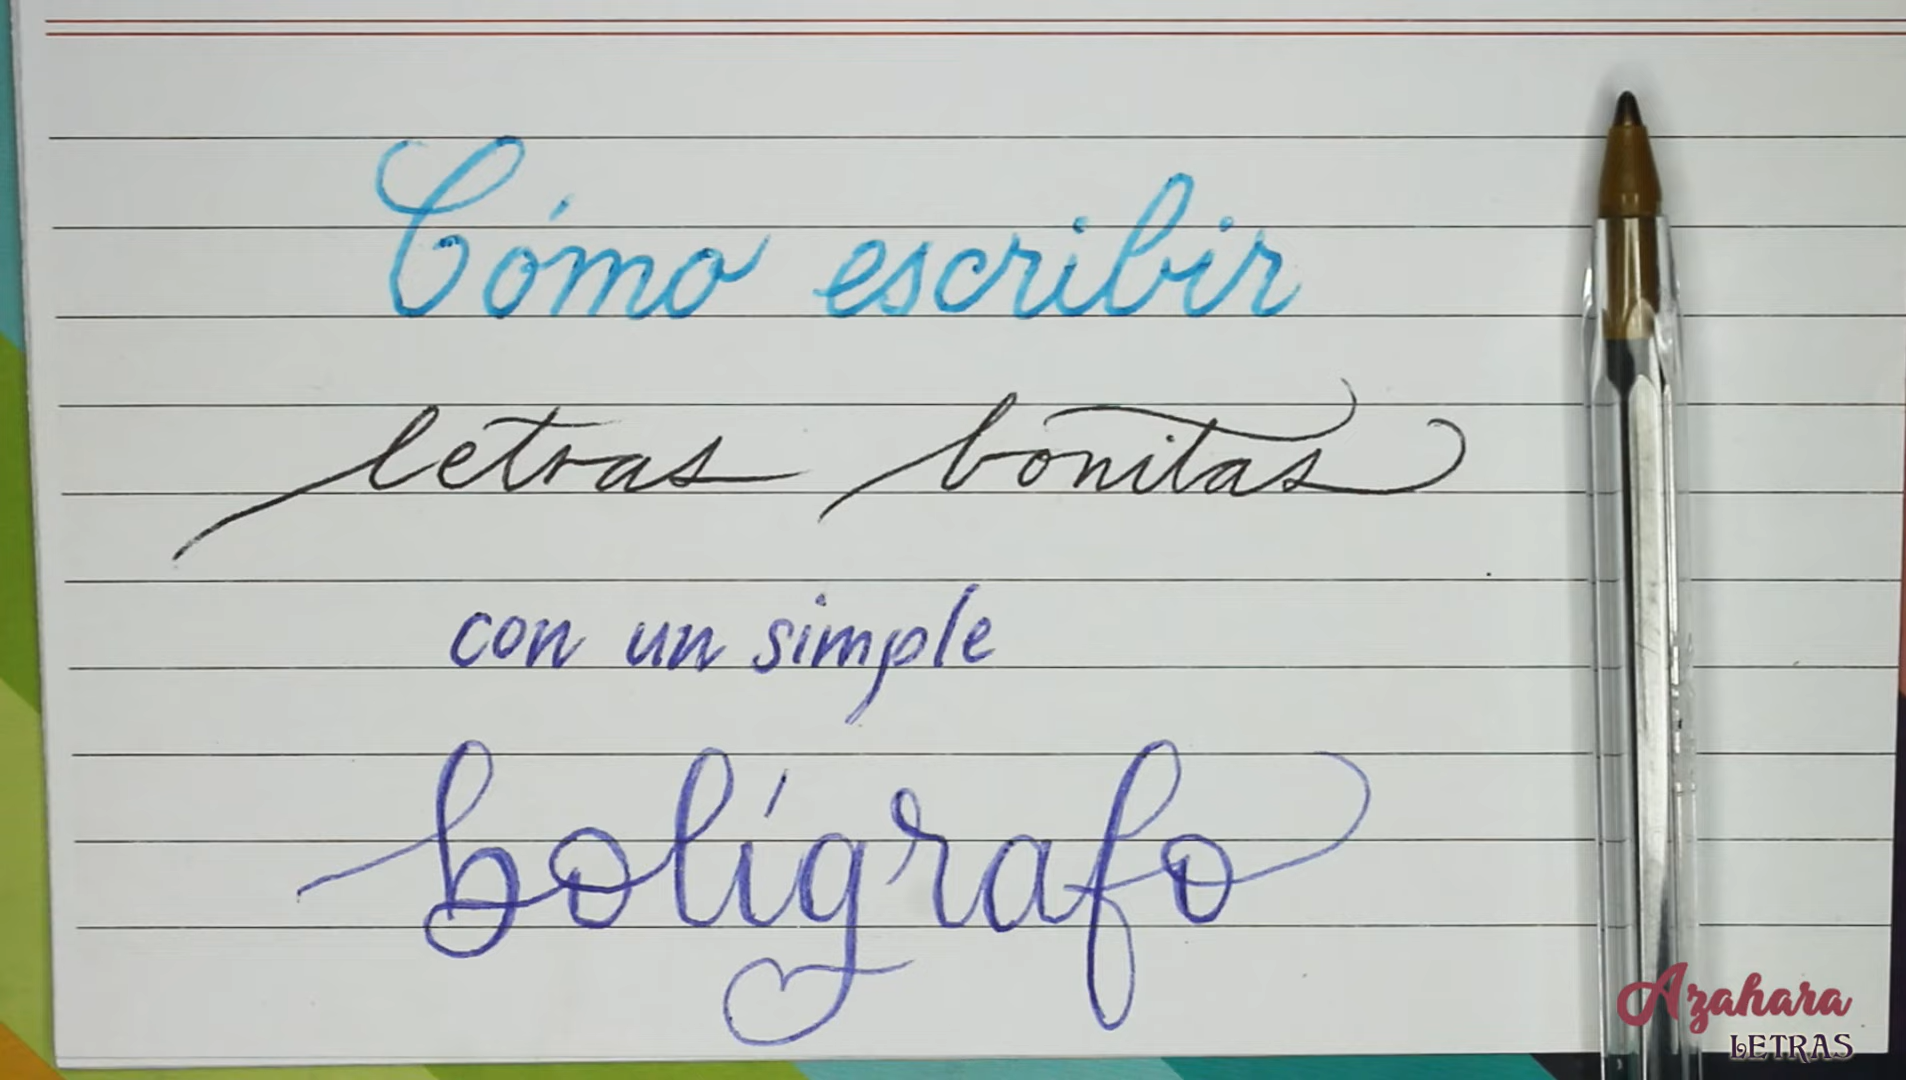 Cómo escribir
letras bonitas
con un simple
bolígrafo
Azahara
LETRAS